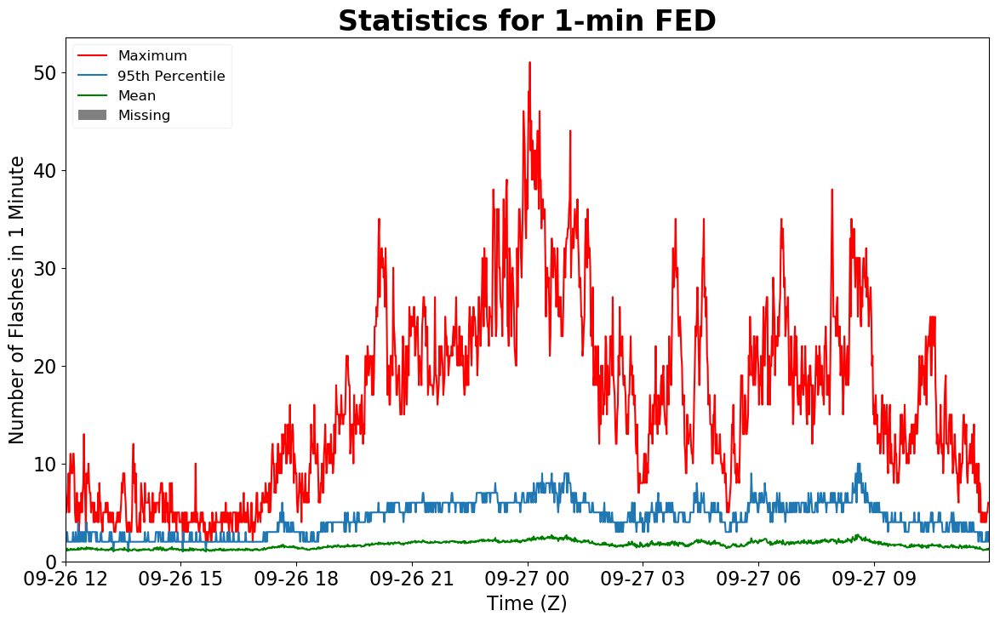 Statistics for 1-min FED
Maximum
95th Percentile
Mean
Missing
Number of Flashes in 1 Minute
50
40
30
20
10
0
09-26 12
09-26 15
09-26 18
09-26 21
09-27 00
09-27 03
09-27 06
09-27 09
Time (Z)